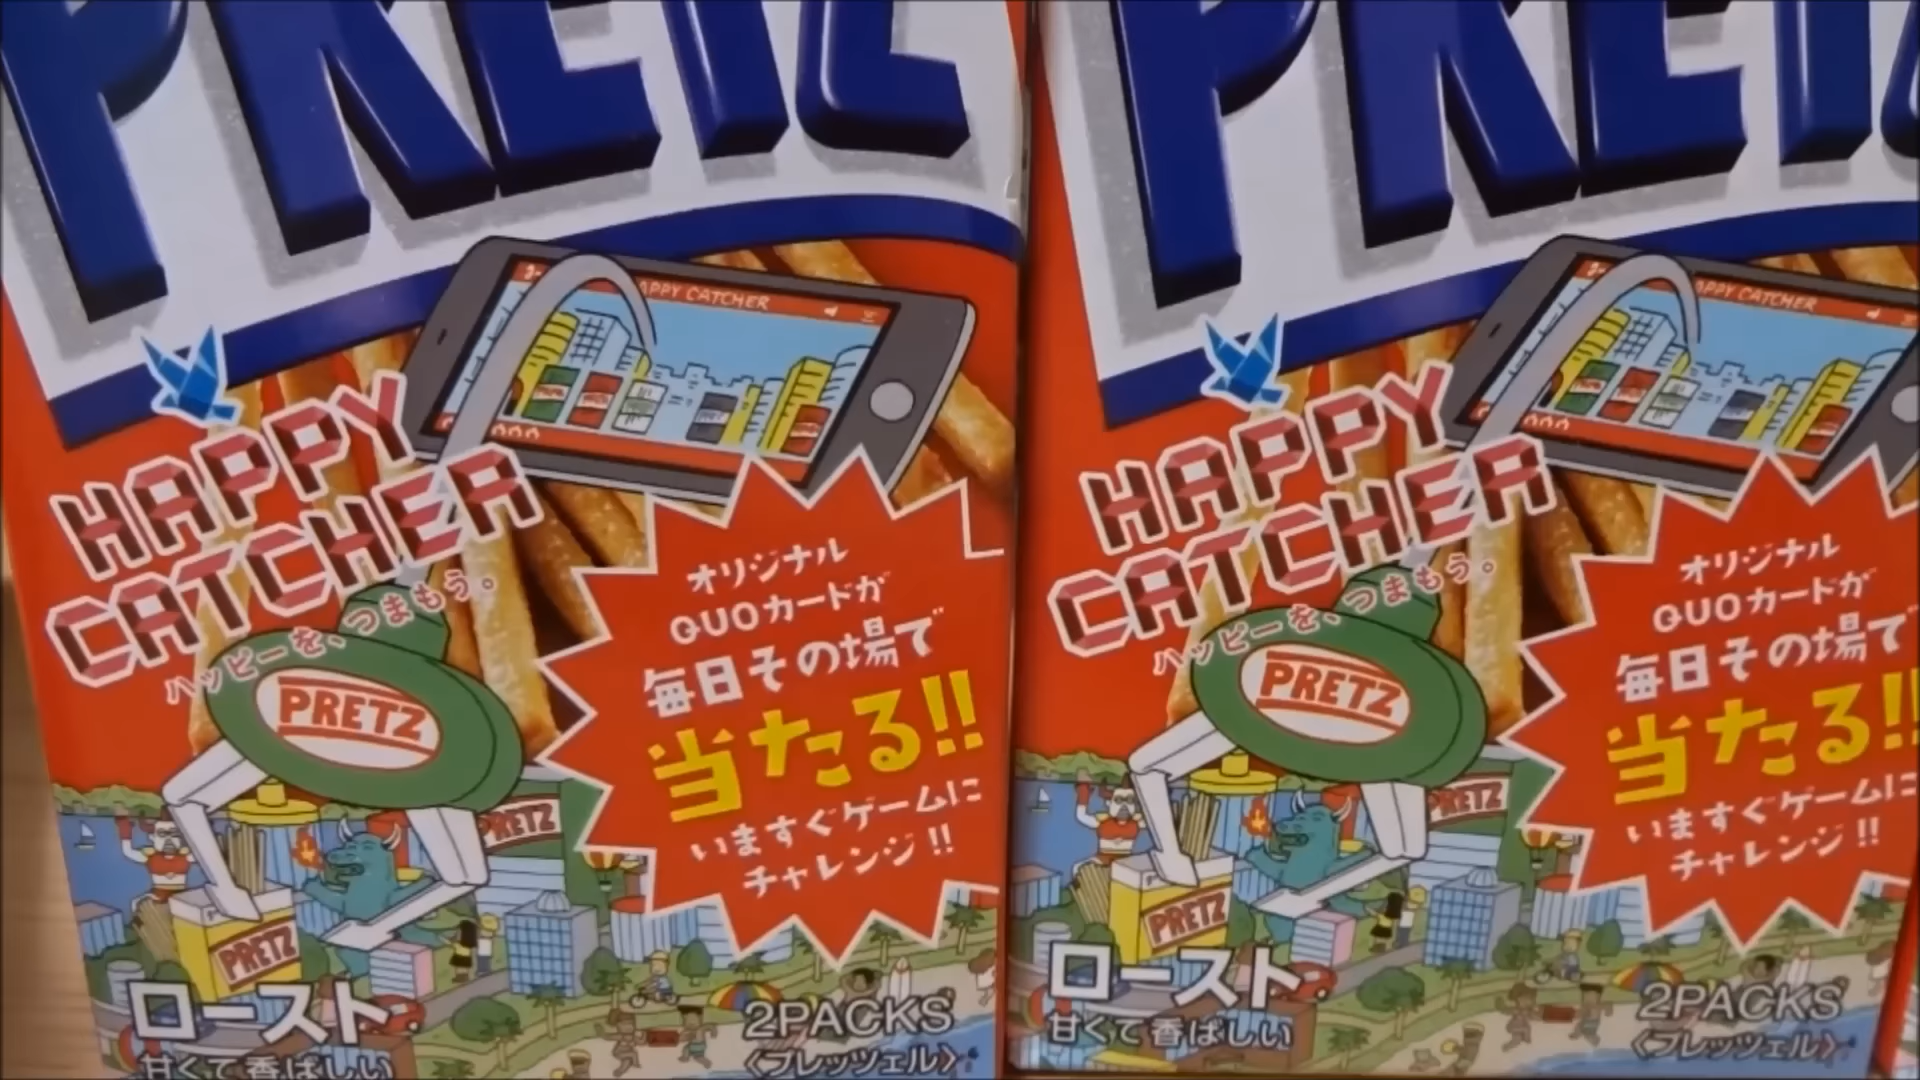 PRETZ
HAPPY CATCHER
HAPPY
CATCHER
ハッピーを、つまもう。
オリジナル
QUOカードが
毎日その場で
当たる!!
いますぐゲームに
チャレンジ!!
PRETZ
PRETZ
PRETZ
ロースト
甘くて香ばしい
2PACKS
〈プレッツェル〉
PRETZ
HAPPY CATCHER
HAPPY
CATCHER
ハッピーを、つまもう。
オリジナル
QUOカードが
毎日その場で
当たる!!
いますぐゲームに
チャレンジ!!
PRETZ
PRETZ
PRETZ
ロースト
甘くて香ばしい
2PACKS
〈プレッツェル〉